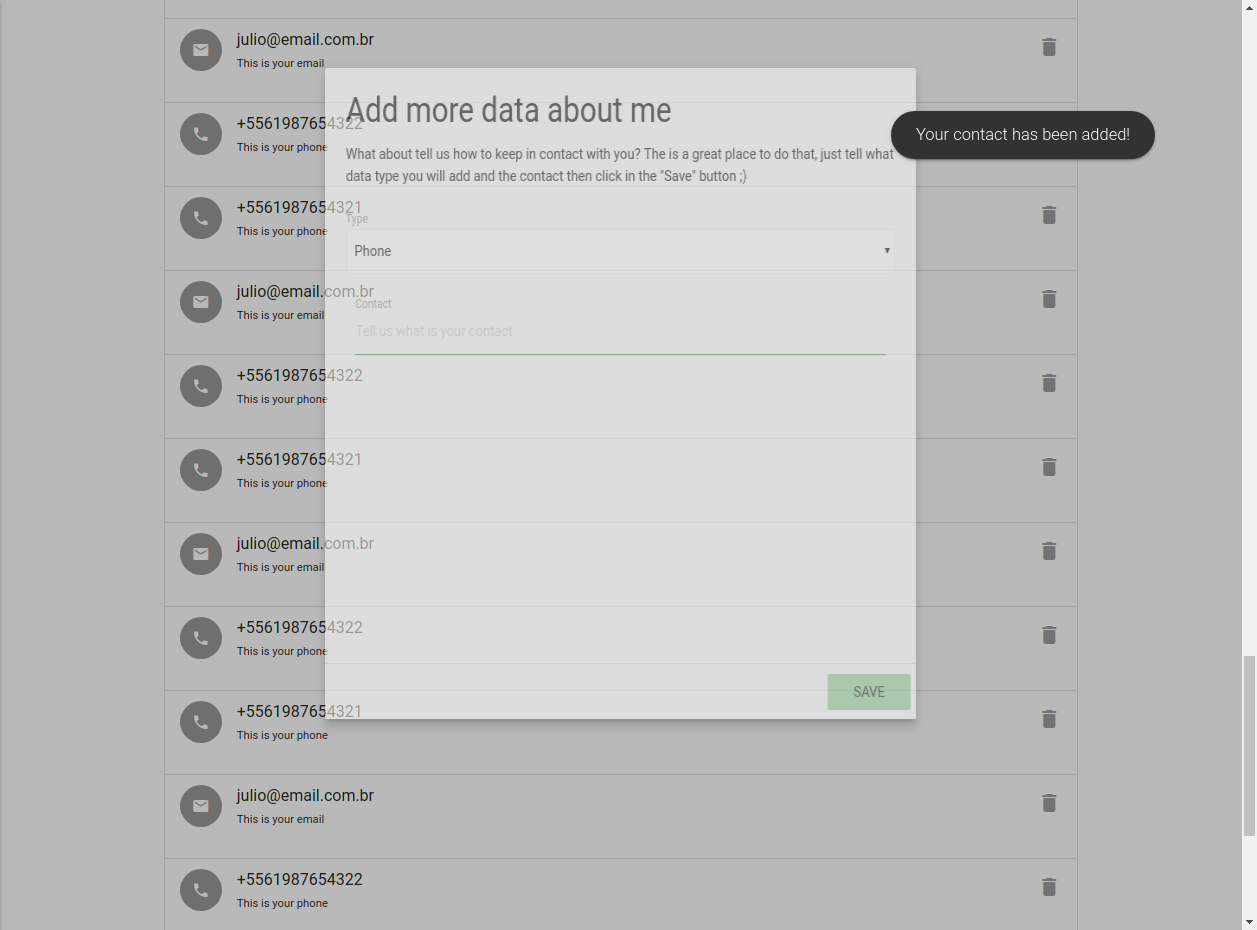 julio@email.com.br
This is your email
Add more data about me
+5561987654322
This is your phone
Your contact has been added!
What about tell us how to keep in contact with you? The is a great place to do that, just tell what
data type you will add and the contact then click in the "Save" button ;)
+5561987654321
This is your phone
Type
Phone
julio@email.com.br
This is your email
Contact
Tell us what is your contact
+5561987654322
This is your phone
+5561987654321
This is your phone
julio@email.com.br
This is your email
+5561987654322
This is your phone
SAVE
+5561987654321
This is your phone
julio@email.com.br
This is your email
+5561987654322
This is your phone